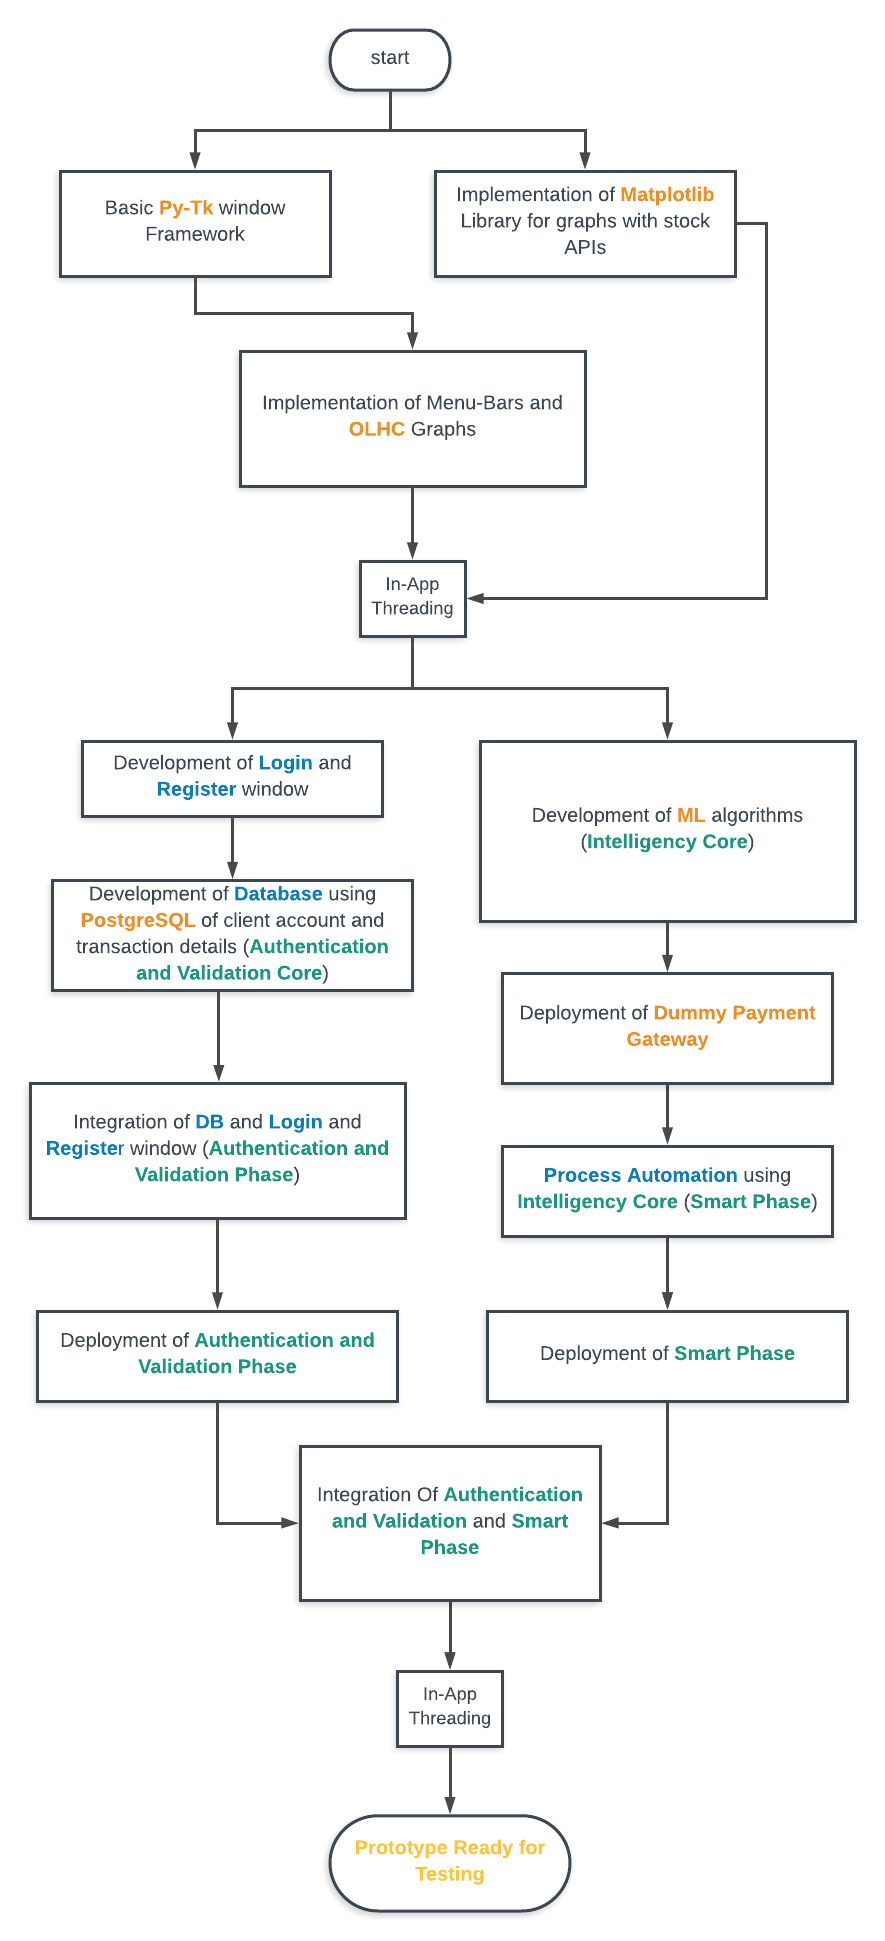 start
Basic Py-Tk window
Framework
Implementation of Matplotlib
Library for graphs with stock
APIs
Implementation of Menu-Bars and
OLHC Graphs
In-App
Threading
Development of Login and
Register window
Development of ML algorithms
(Intelligency Core)
Development of Database using
PostgreSQL of client account and
transaction details (Authentication
and Validation Core)
Deployment of Dummy Payment
Gateway
Integration of DB and Login and
Register window (Authentication and
Validation Phase)
Process Automation using
Intelligency Core (Smart Phase)
Deployment of Authentication and
Validation Phase
Deployment of Smart Phase
Integration Of Authentication
and Validation and Smart
Phase
In-App
Threading
Prototype Ready for
Testing